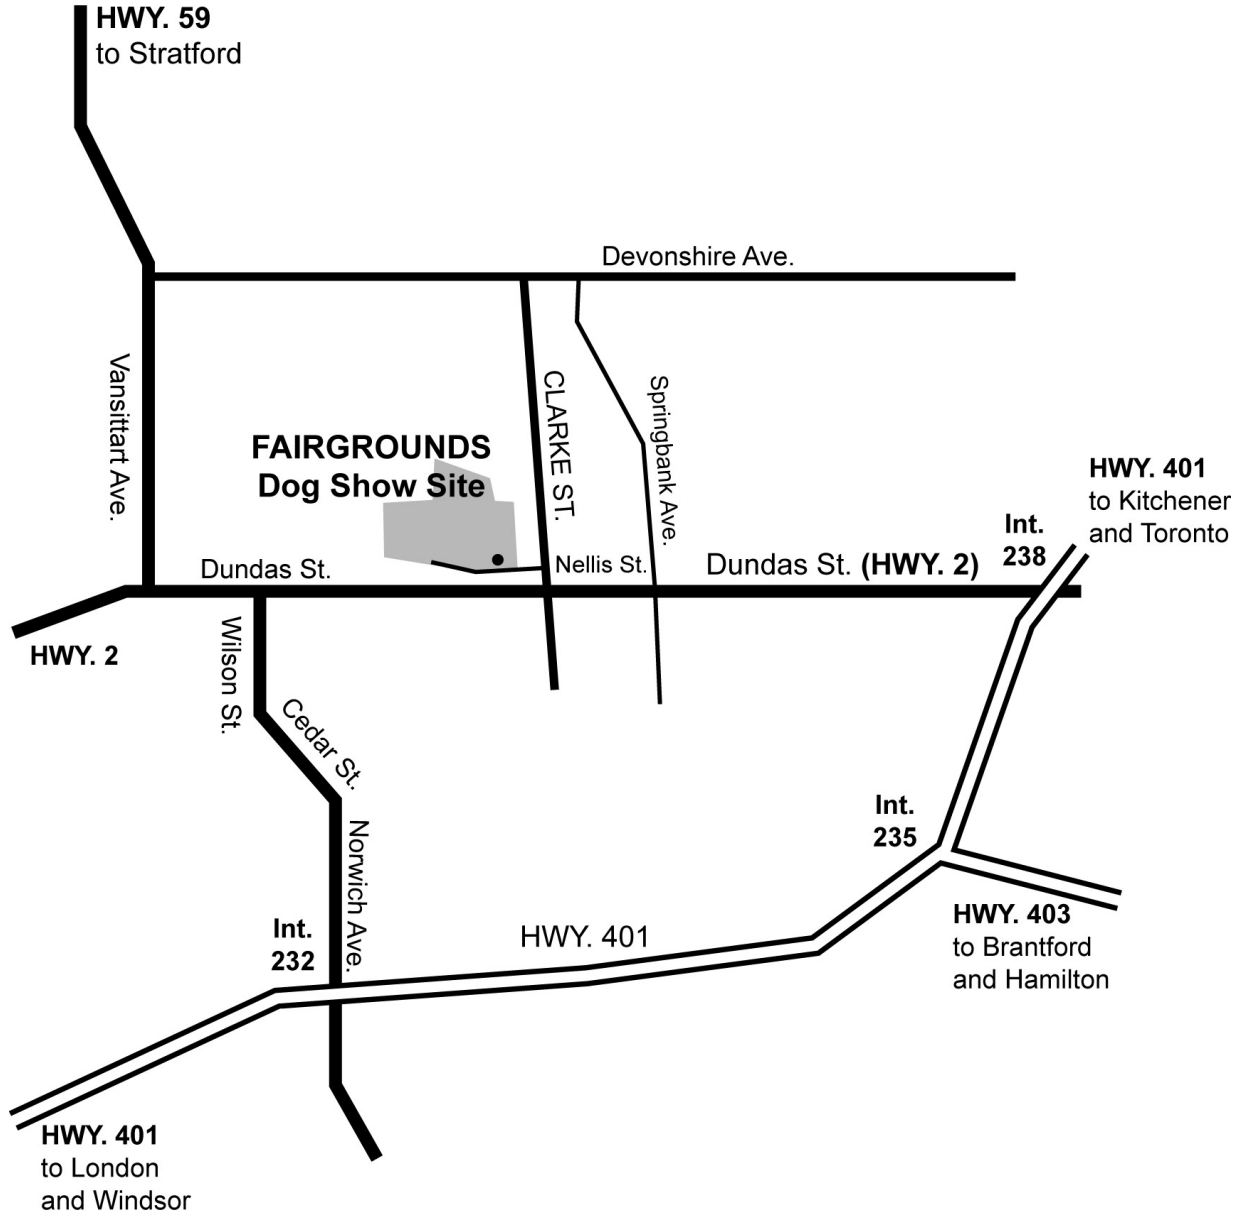 HWY. 59
to Stratford
Devonshire Ave.
Vansittart Ave.
CLARKE ST.
Springbank Ave.
FAIRGROUNDS
Dog Show Site
HWY. 401
to Kitchener
and Toronto
Int.
238
Dundas St.
Nellis St.
Dundas St. (HWY. 2)
HWY. 2
Wilson St.
Cedar St.
Norwich Ave.
Int.
235
Int.
232
HWY. 401
HWY. 403
to Brantford
and Hamilton
HWY. 401
to London
and Windsor